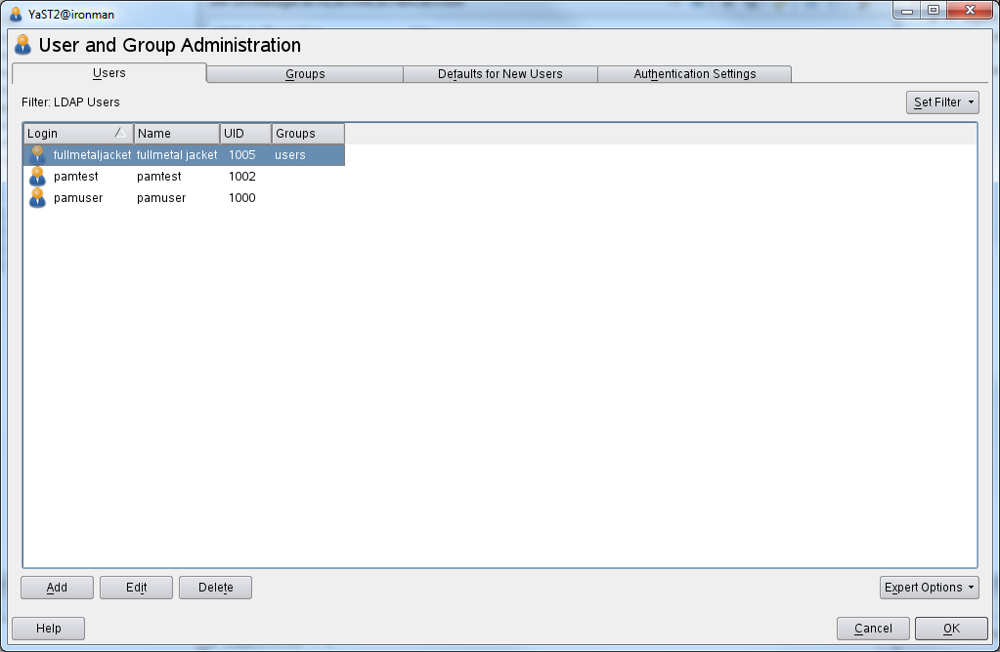 YaST2@ironman
User and Group Administration
Users Groups Defaults for New Users Authentication Settings
Filter: LDAP Users Set Filter
Login Name UID Groups
fullmetaljacket fullmetal jacket 1005 users
pamtest pamtest 1002
pamuser pamuser 1000
Add Edit Delete Expert Options
Help Cancel OK